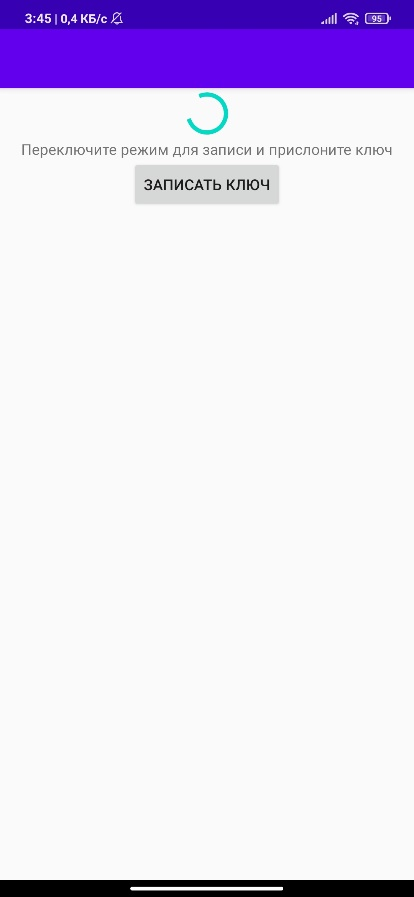 3:45 | 0,4 КБ/с 95
Переключите режим для записи и прислоните ключ
ЗАПИСАТЬ КЛЮЧ